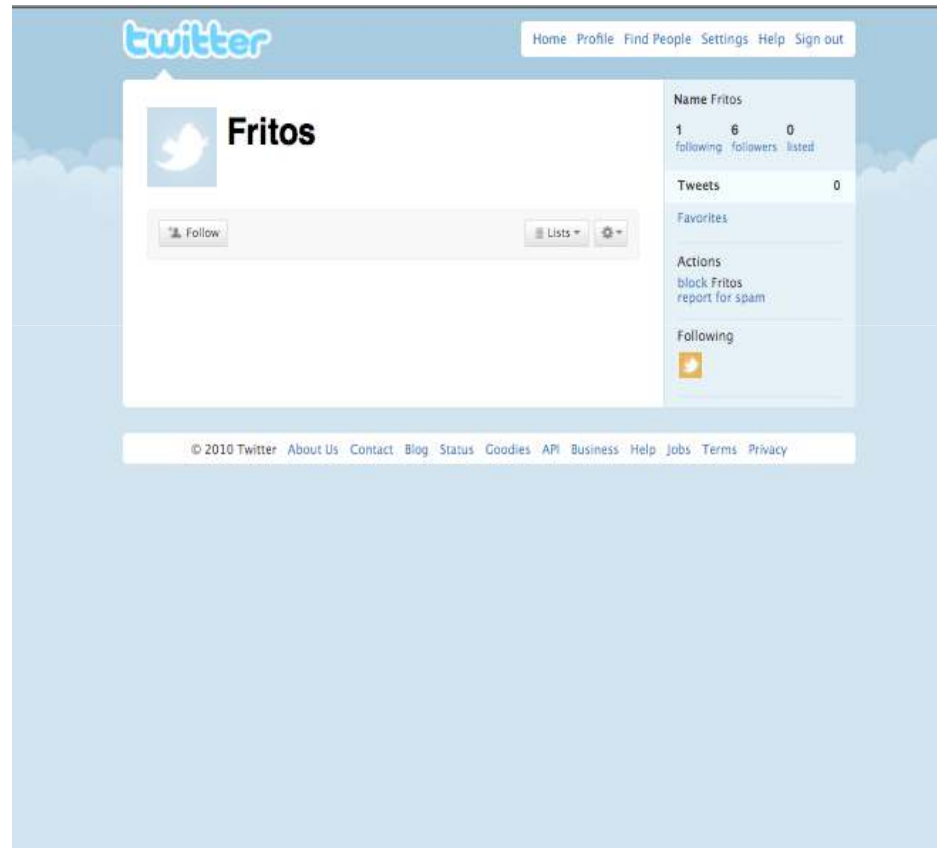 twitter
Home Profile Find People Settings Help Sign out
Fritos
Follow
Lists
Name Fritos
1 6 0
following followers listed
Tweets 0
Favorites
Actions
block Fritos
report for spam
Following
© 2010 Twitter About Us Contact Blog Status Goodies API Business Help Jobs Terms Privacy